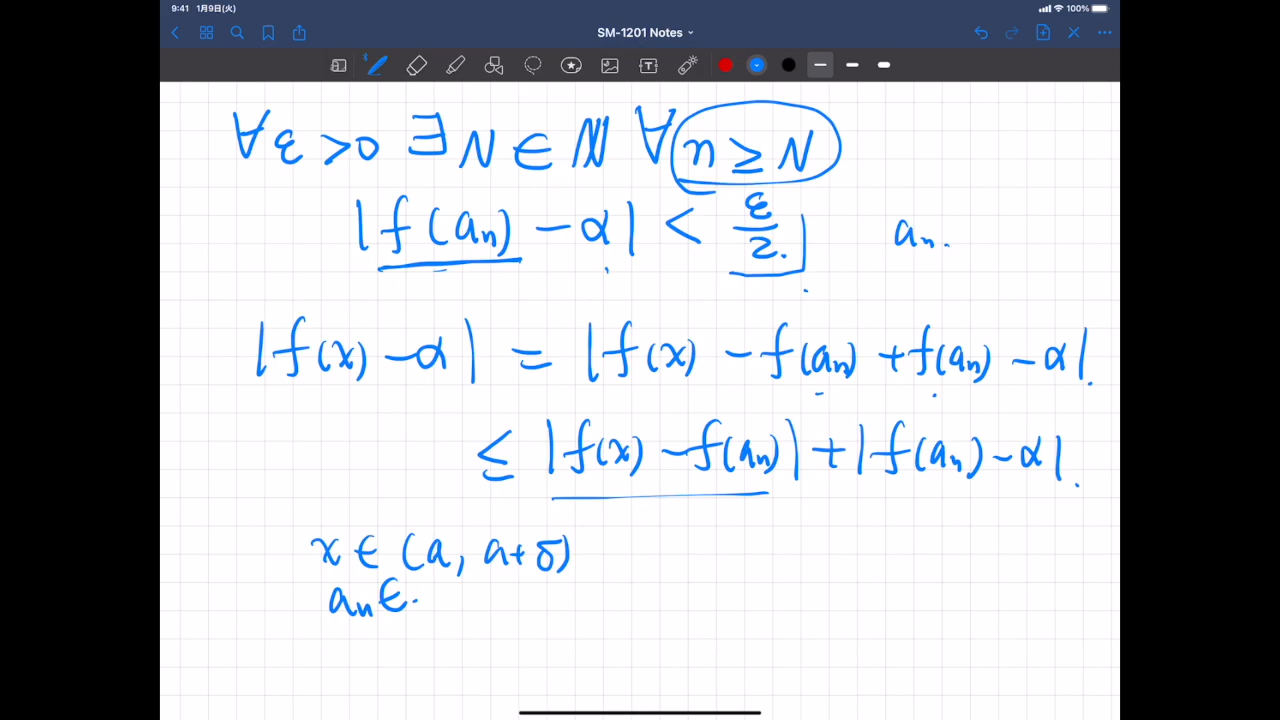 9:41 1月9日(火)
100%
SM-1201 Notes
T
∀ε>0 ∃N∈ℕ ∀n≥N
|f(aₙ)-α| < ε/2.
aₙ.
|f(x)-α| = |f(x)-f(aₙ)+f(aₙ)-α|.
≤ |f(x)-f(aₙ)|+|f(aₙ)-α|.
x∈(a, a+δ)
aₙ∈.